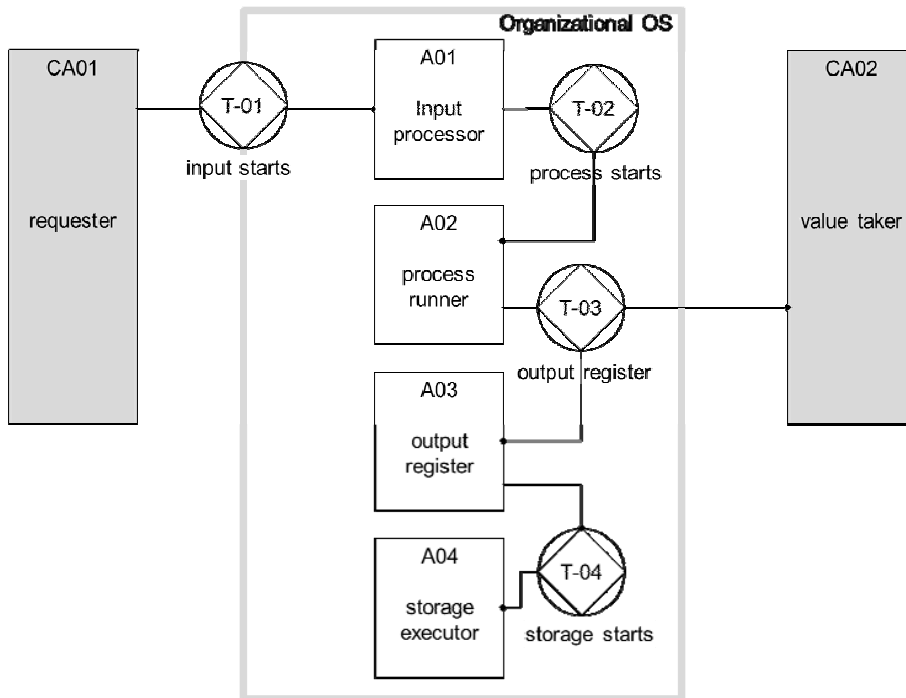 Organizational OS
CA01
requester
T-01
input starts
A01
Input
processor
T-02
process starts
CA02
value taker
A02
process
runner
T-03
output register
A03
output
register
A04
storage
executor
T-04
storage starts